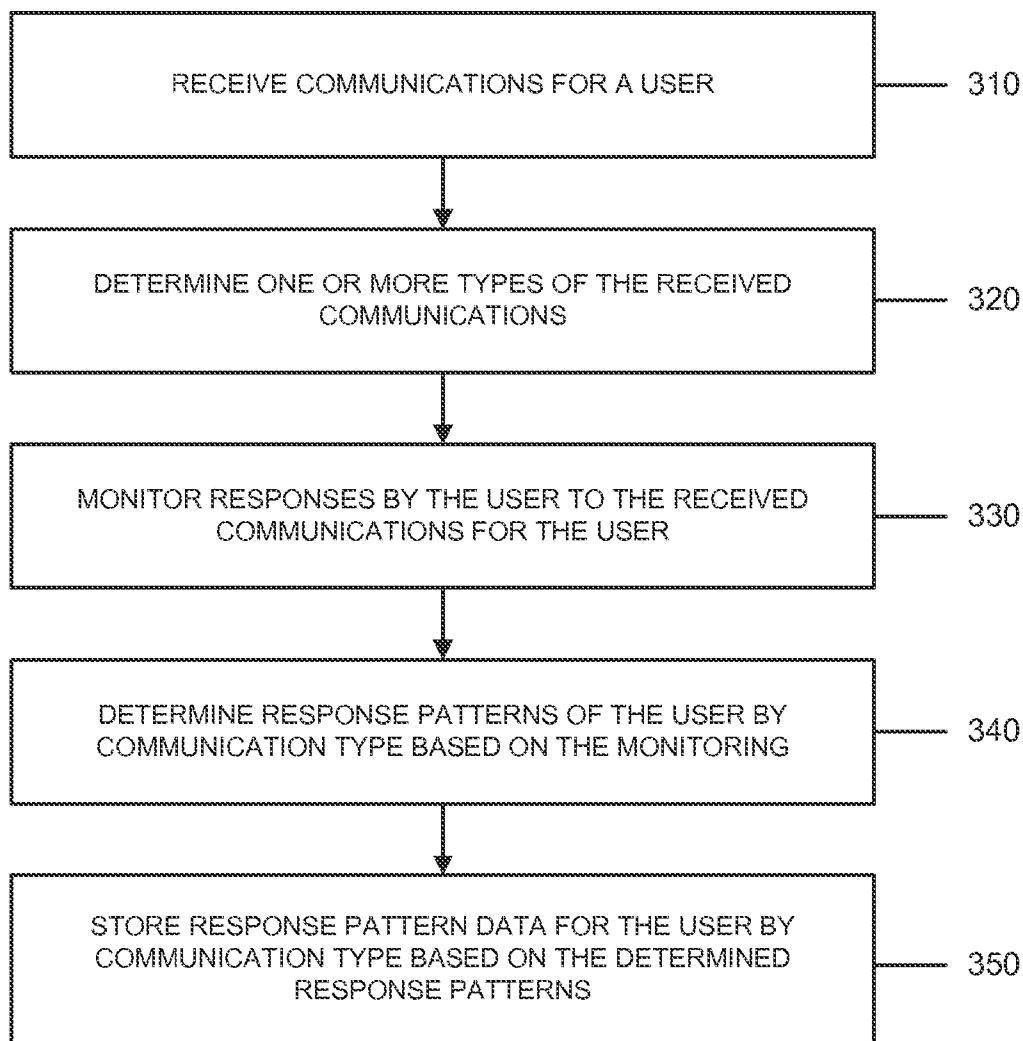 RECEIVE COMMUNICATIONS FOR A USER
310
DETERMINE ONE OR MORE TYPES OF THE RECEIVED
COMMUNICATIONS
320
MONITOR RESPONSES BY THE USER TO THE RECEIVED
COMMUNICATIONS FOR THE USER
330
DETERMINE RESPONSE PATTERNS OF THE USER BY
COMMUNICATION TYPE BASED ON THE MONITORING
340
STORE RESPONSE PATTERN DATA FOR THE USER BY
COMMUNICATION TYPE BASED ON THE DETERMINED
RESPONSE PATTERNS
350